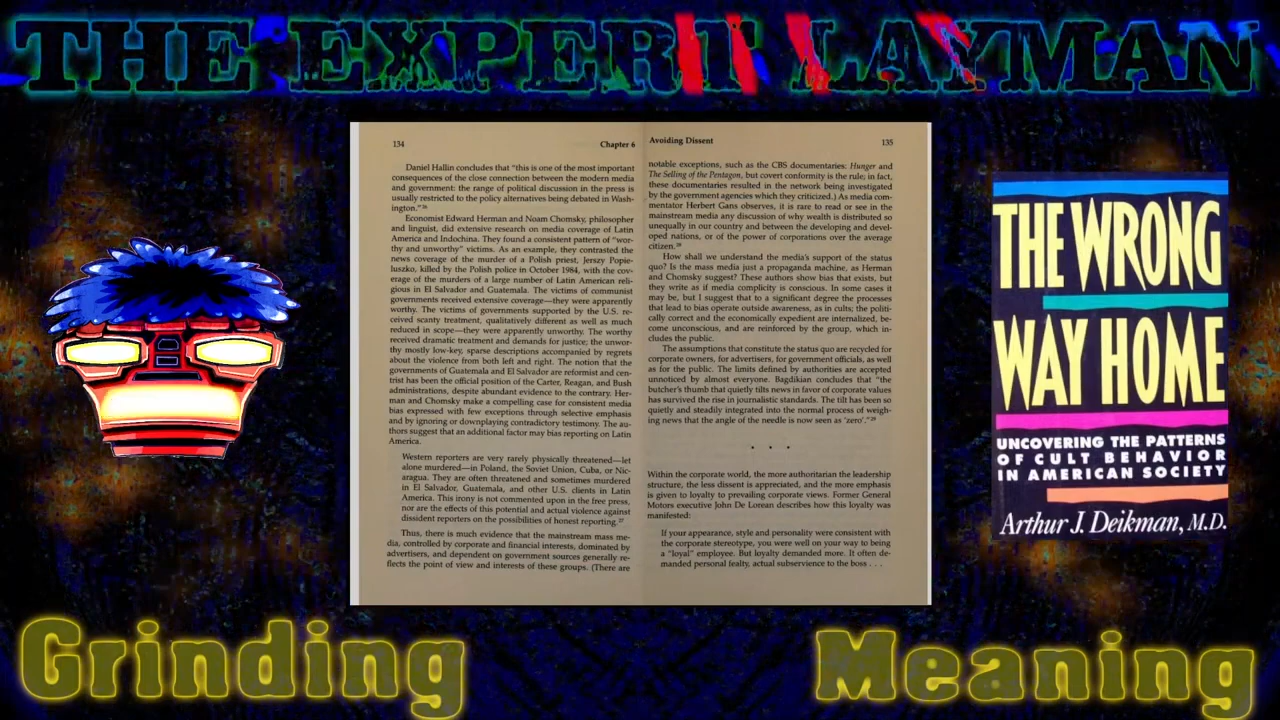 THE EXPERT LAYMAN
134
Chapter 6
Daniel Hallin concludes that "this is one of the most important
consequences of the close connection between the modern media
and government: the range of political discussion in the press is
usually restricted to the policy alternatives being debated in Wash-
ington."26
Economist Edward Herman and Noam Chomsky, philosopher
and linguist, did extensive research on media coverage of Latin
America and Indochina. They found a consistent pattern of "wor-
thy and unworthy" victims. As an example, they contrasted the
news coverage of the murder of a Polish priest, Jerszy Popie-
luszko, killed by the Polish police in October 1984, with the cov-
erage of the murders of a large number of Latin American reli-
gious in El Salvador and Guatemala. The victims of communist
governments received extensive coverage—they were apparently
worthy. The victims of governments supported by the U.S. re-
ceived scanty treatment, qualitatively different as well as much
reduced in scope—they were apparently unworthy. The worthy
received dramatic treatment and demands for justice; the unwor-
thy mostly low-key, sparse descriptions accompanied by regrets
about the violence from both left and right. The notion that the
governments of Guatemala and El Salvador are reformist and cen-
trist has been the official position of the Carter, Reagan, and Bush
administrations, despite abundant evidence to the contrary. Her-
man and Chomsky make a compelling case for consistent media
bias expressed with few exceptions through selective emphasis
and by ignoring or downplaying contradictory testimony. The au-
thors suggest that an additional factor may bias reporting on Latin
America.
Western reporters are very rarely physically threatened—let
alone murdered—in Poland, the Soviet Union, Cuba, or Nic-
aragua. They are often threatened and sometimes murdered
in El Salvador, Guatemala, and other U.S. clients in Latin
America. This irony is not commented upon in the free press,
nor are the effects of this potential and actual violence against
dissident reporters on the possibilities of honest reporting.27
Thus, there is much evidence that the mainstream mass me-
dia, controlled by corporate and financial interests, dominated by
advertisers, and dependent on government sources generally re-
flects the point of view and interests of these groups. (There are
Avoiding Dissent
135
notable exceptions, such as the CBS documentaries: Hunger and
The Selling of the Pentagon, but covert conformity is the rule; in fact,
these documentaries resulted in the network being investigated
by the government agencies which they criticized.) As media com-
mentator Herbert Gans observes, it is rare to read or see in the
mainstream media any discussion of why wealth is distributed so
unequally in our country and between the developing and devel-
oped nations, or of the power of corporations over the average
citizen.28
How shall we understand the media's support of the status
quo? Is the mass media just a propaganda machine, as Herman
and Chomsky suggest? These authors show bias that exists, but
they write as if media complicity is conscious. In some cases it
may be, but I suggest that to a significant degree the processes
that lead to bias operate outside awareness, as in cults; the politi-
cally correct and the economically expedient are internalized, be-
come unconscious, and are reinforced by the group, which in-
cludes the public.
The assumptions that constitute the status quo are recycled for
corporate owners, for advertisers, for government officials, as well
as for the public. The limits defined by authorities are accepted
unnoticed by almost everyone. Bagdikian concludes that "the
butcher's thumb that quietly tilts news in favor of corporate values
has survived the rise in journalistic standards. The tilt has been so
quietly and steadily integrated into the normal process of weigh-
ing news that the angle of the needle is now seen as 'zero'."29
. . .
Within the corporate world, the more authoritarian the leadership
structure, the less dissent is appreciated, and the more emphasis
is given to loyalty to prevailing corporate views. Former General
Motors executive John De Lorean describes how this loyalty was
manifested:
If your appearance, style and personality were consistent with
the corporate stereotype, you were well on your way to being
a "loyal" employee. But loyalty demanded more. It often de-
manded personal fealty, actual subservience to the boss . . .
THE WRONG
WAY HOME
UNCOVERING THE PATTERNS
OF CULT BEHAVIOR
IN AMERICAN SOCIETY
Arthur J. Deikman, M.D.
Grinding
Meaning